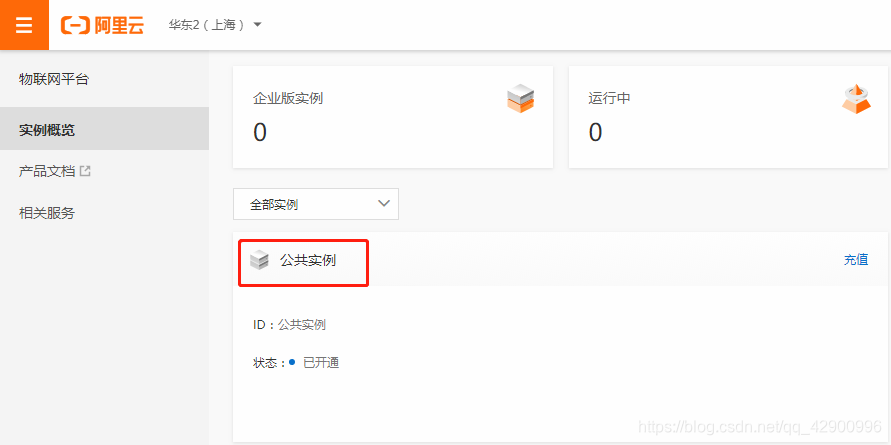 阿里云 华东2（上海）
物联网平台
实例概览
产品文档
相关服务
企业版实例
0
运行中
0
全部实例
公共实例
充值
ID：公共实例
状态：已开通
https://blog.csdn.net/qq_42900996